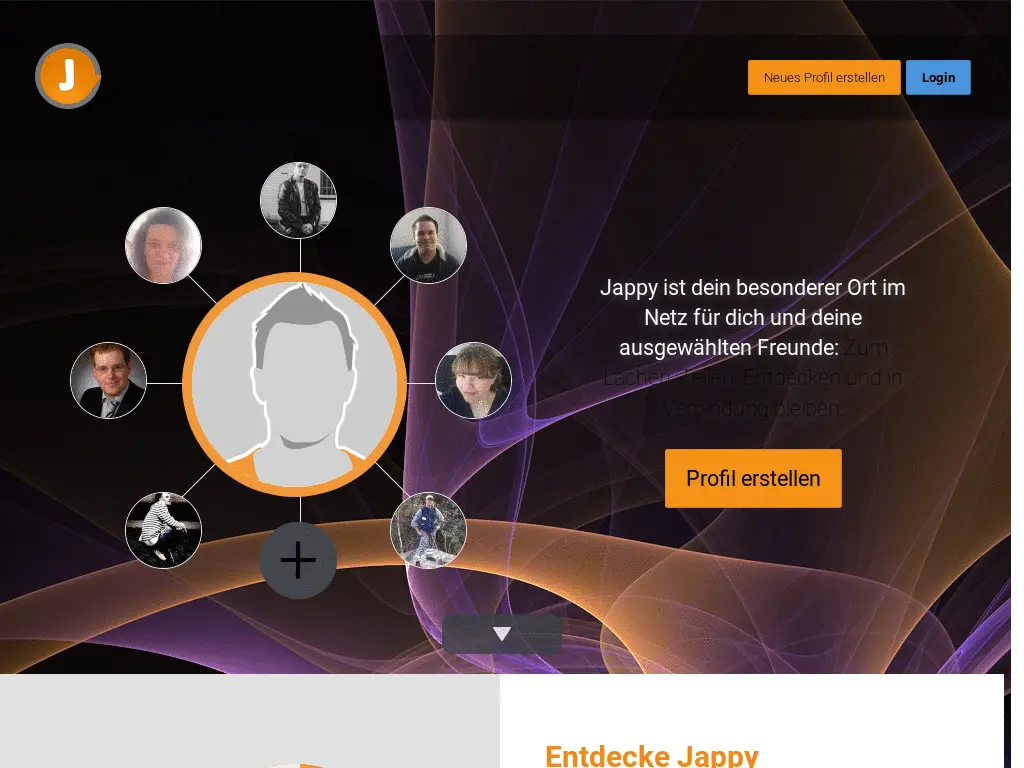 J
Neues Profil erstellen
Login
Jappy ist dein besonderer Ort im
Netz für dich und deine
ausgewählten Freunde: Zum
Lachen, Teilen, Entdecken und in
Verbindung bleiben.
Profil erstellen
Entdecke Jappy